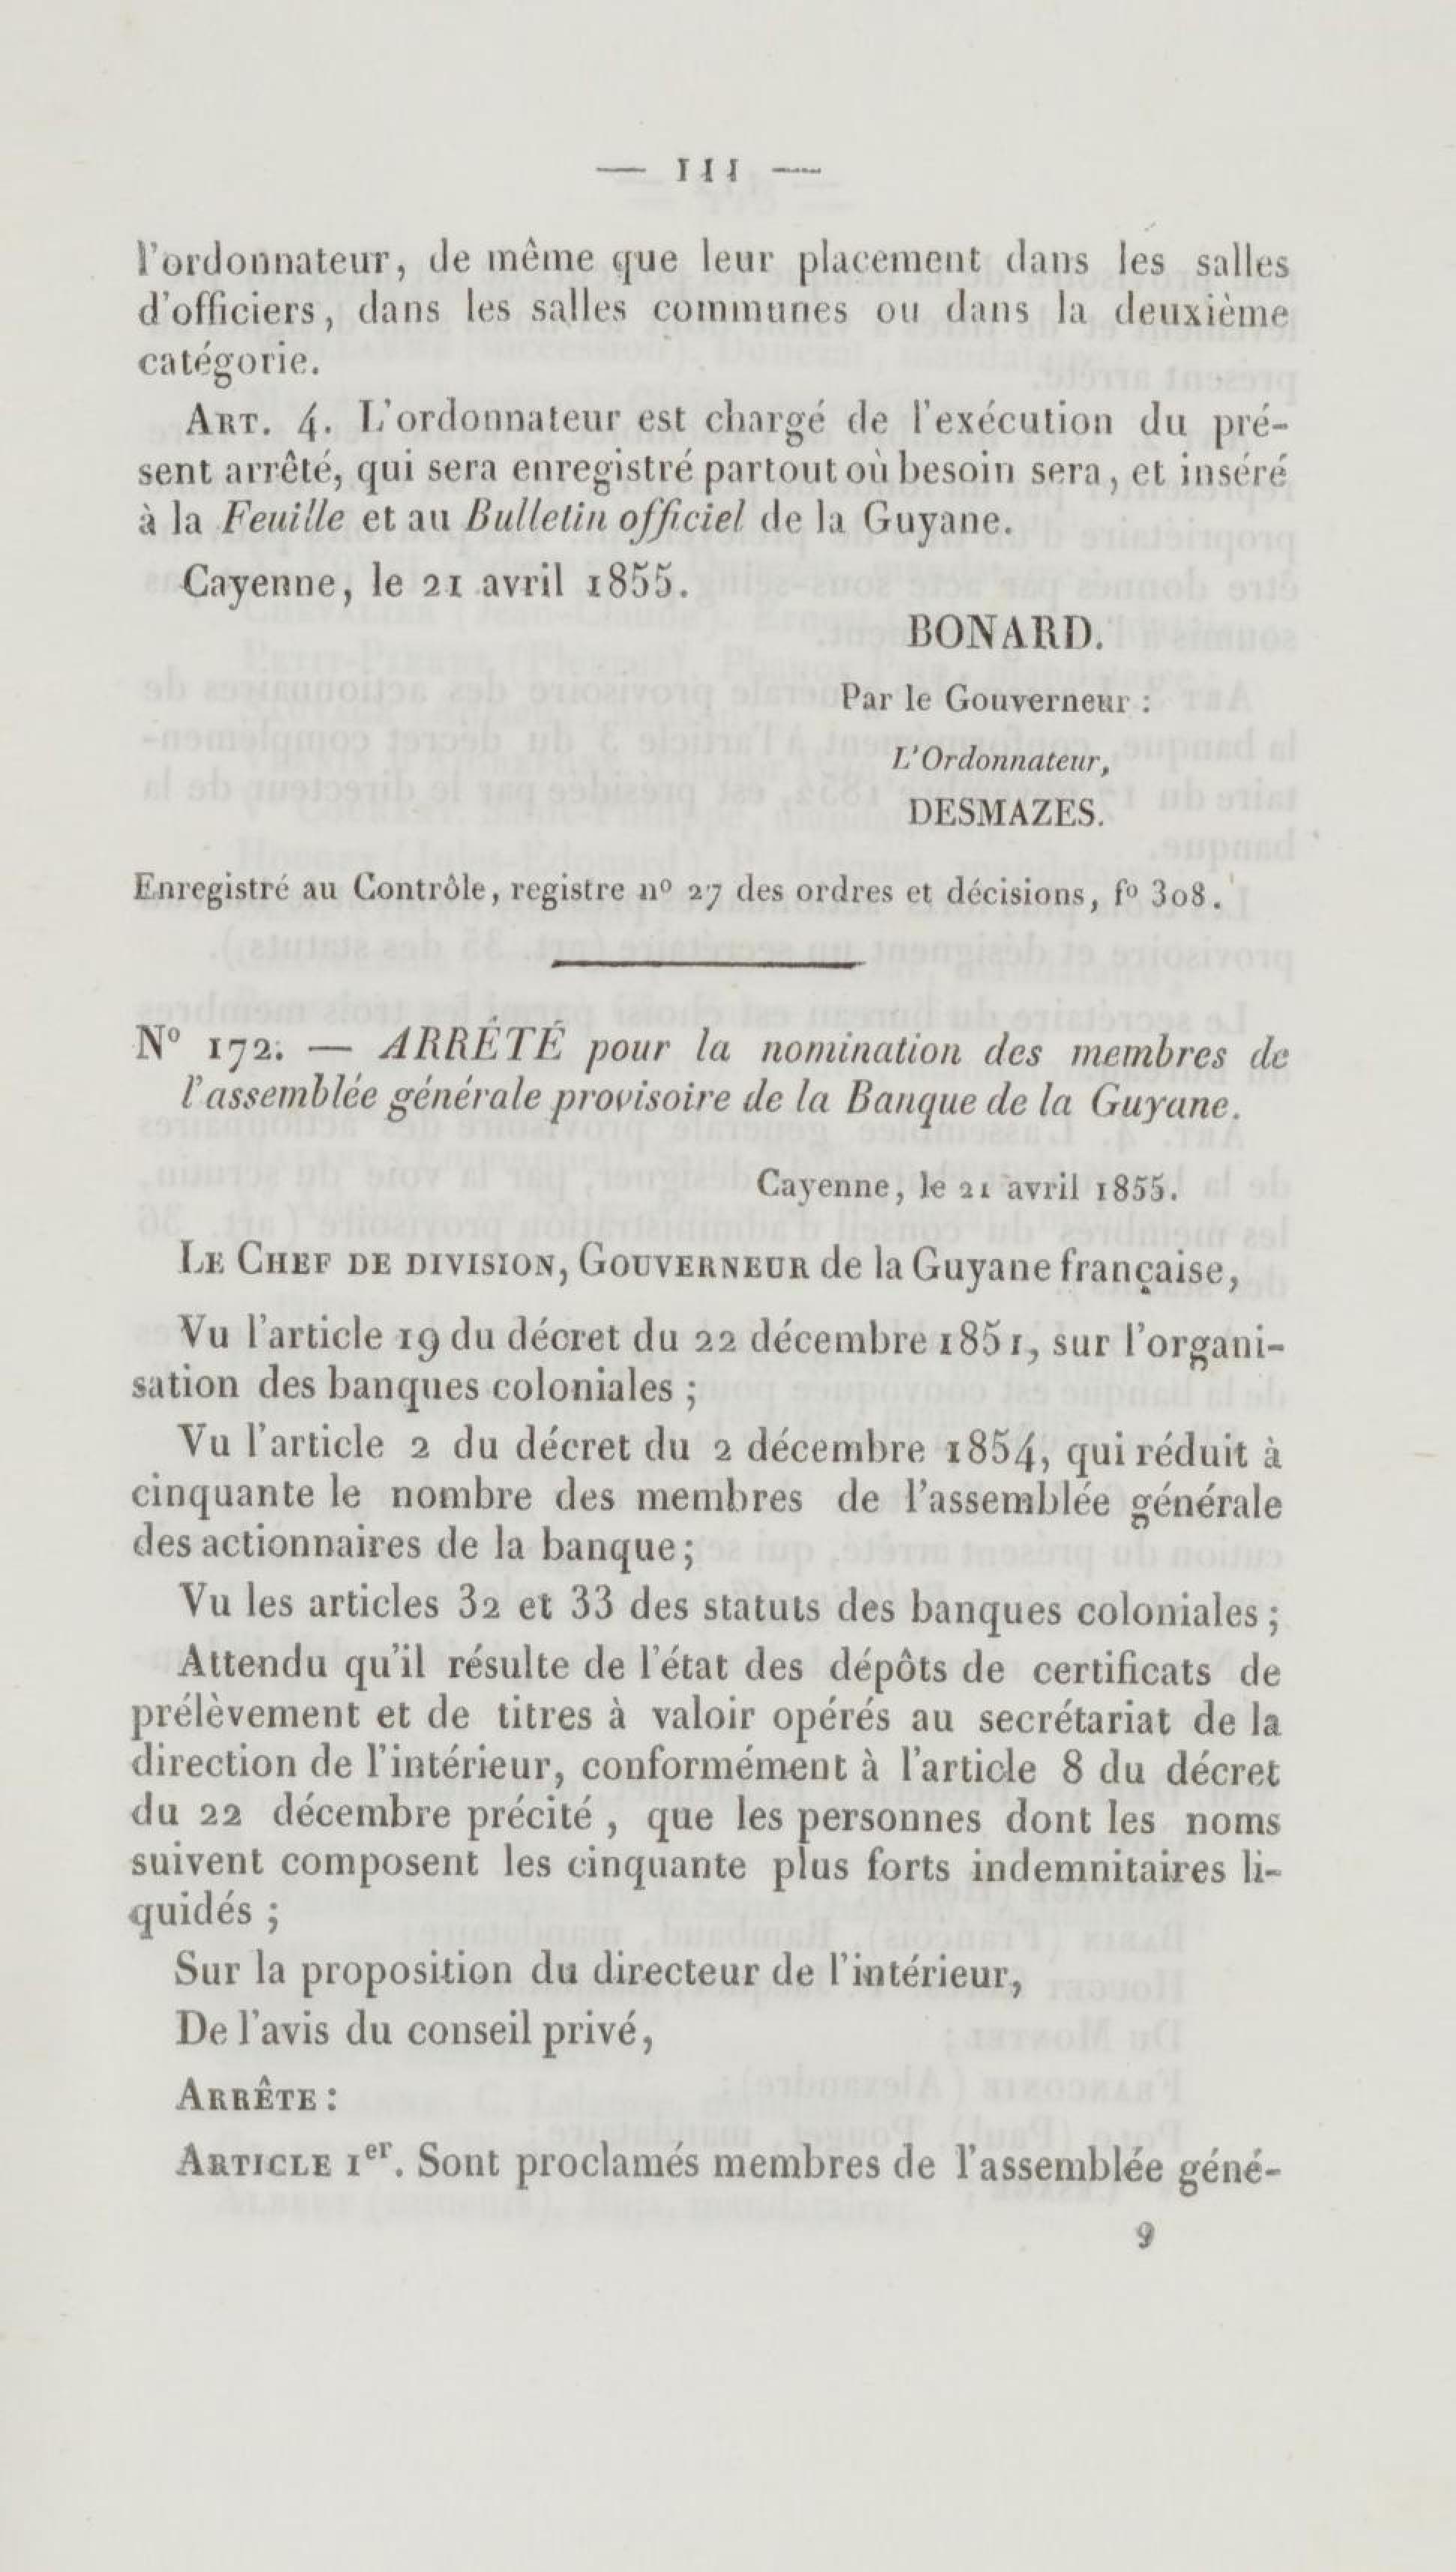 — 111 —
l'ordonnateur, de même que leur placement dans les salles
d'officiers, dans les salles communes ou dans la deuxième
catégorie.
ART. 4. L'ordonnateur est chargé de l'exécution du pré-
sent arrêté, qui sera enregistré partout où besoin sera, et inséré
à la Feuille et au Bulletin officiel de la Guyane.
Cayenne, le 21 avril 1855.
BONARD.
Par le Gouverneur :
L'Ordonnateur,
DESMAZES.
Enregistré au Contrôle, registre nº 27 des ordres et décisions, fº 308.
Nº 172. — ARRÊTÉ pour la nomination des membres de
l'assemblée générale provisoire de la Banque de la Guyane.
Cayenne, le 21 avril 1855.
LE CHEF DE DIVISION, GOUVERNEUR de la Guyane française,
Vu l'article 19 du décret du 22 décembre 1851, sur l'organi-
sation des banques coloniales ;
Vu l'article 2 du décret du 2 décembre 1854, qui réduit à
cinquante le nombre des membres de l'assemblée générale
des actionnaires de la banque;
Vu les articles 32 et 33 des statuts des banques coloniales ;
Attendu qu'il résulte de l'état des dépôts de certificats de
prélèvement et de titres à valoir opérés au secrétariat de la
direction de l'intérieur, conformément à l'article 8 du décret
du 22 décembre précité , que les personnes dont les noms
suivent composent les cinquante plus forts indemnitaires li-
quidés ;
Sur la proposition du directeur de l'intérieur,
De l'avis du conseil privé,
ARRÊTE :
ARTICLE 1er. Sont proclamés membres de l'assemblée géné-
9